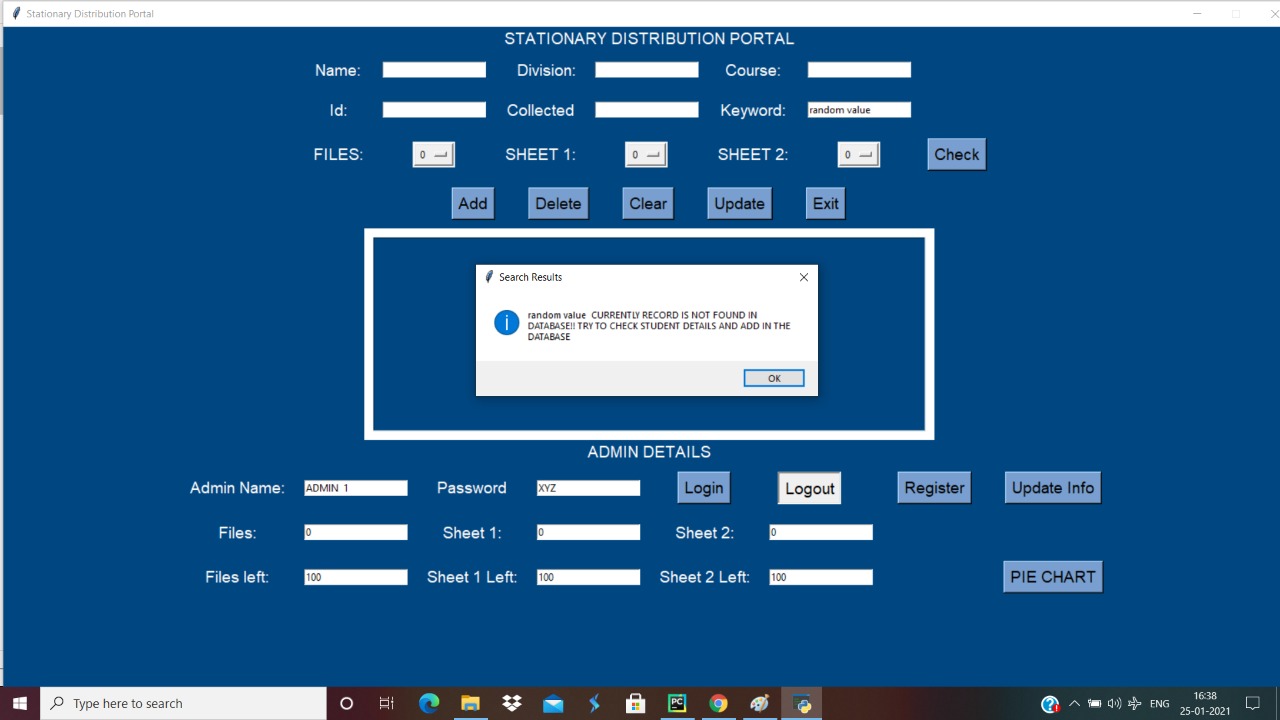 Stationary Distribution Portal
STATIONARY DISTRIBUTION PORTAL
Name: Division: Course:
Id: Collected Keyword: random value
FILES: 0 SHEET 1: 0 SHEET 2: 0 Check
Add Delete Clear Update Exit
Search Results
random value CURRENTLY RECORD IS NOT FOUND IN
DATABASE!! TRY TO CHECK STUDENT DETAILS AND ADD IN THE
DATABASE
OK
ADMIN DETAILS
Admin Name: ADMIN 1 Password XYZ Login Logout Register Update Info
Files: 0 Sheet 1: 0 Sheet 2: 0
Files left: 100 Sheet 1 Left: 100 Sheet 2 Left: 100 PIE CHART
Type here to search PC ENG 16:38
25-01-2021